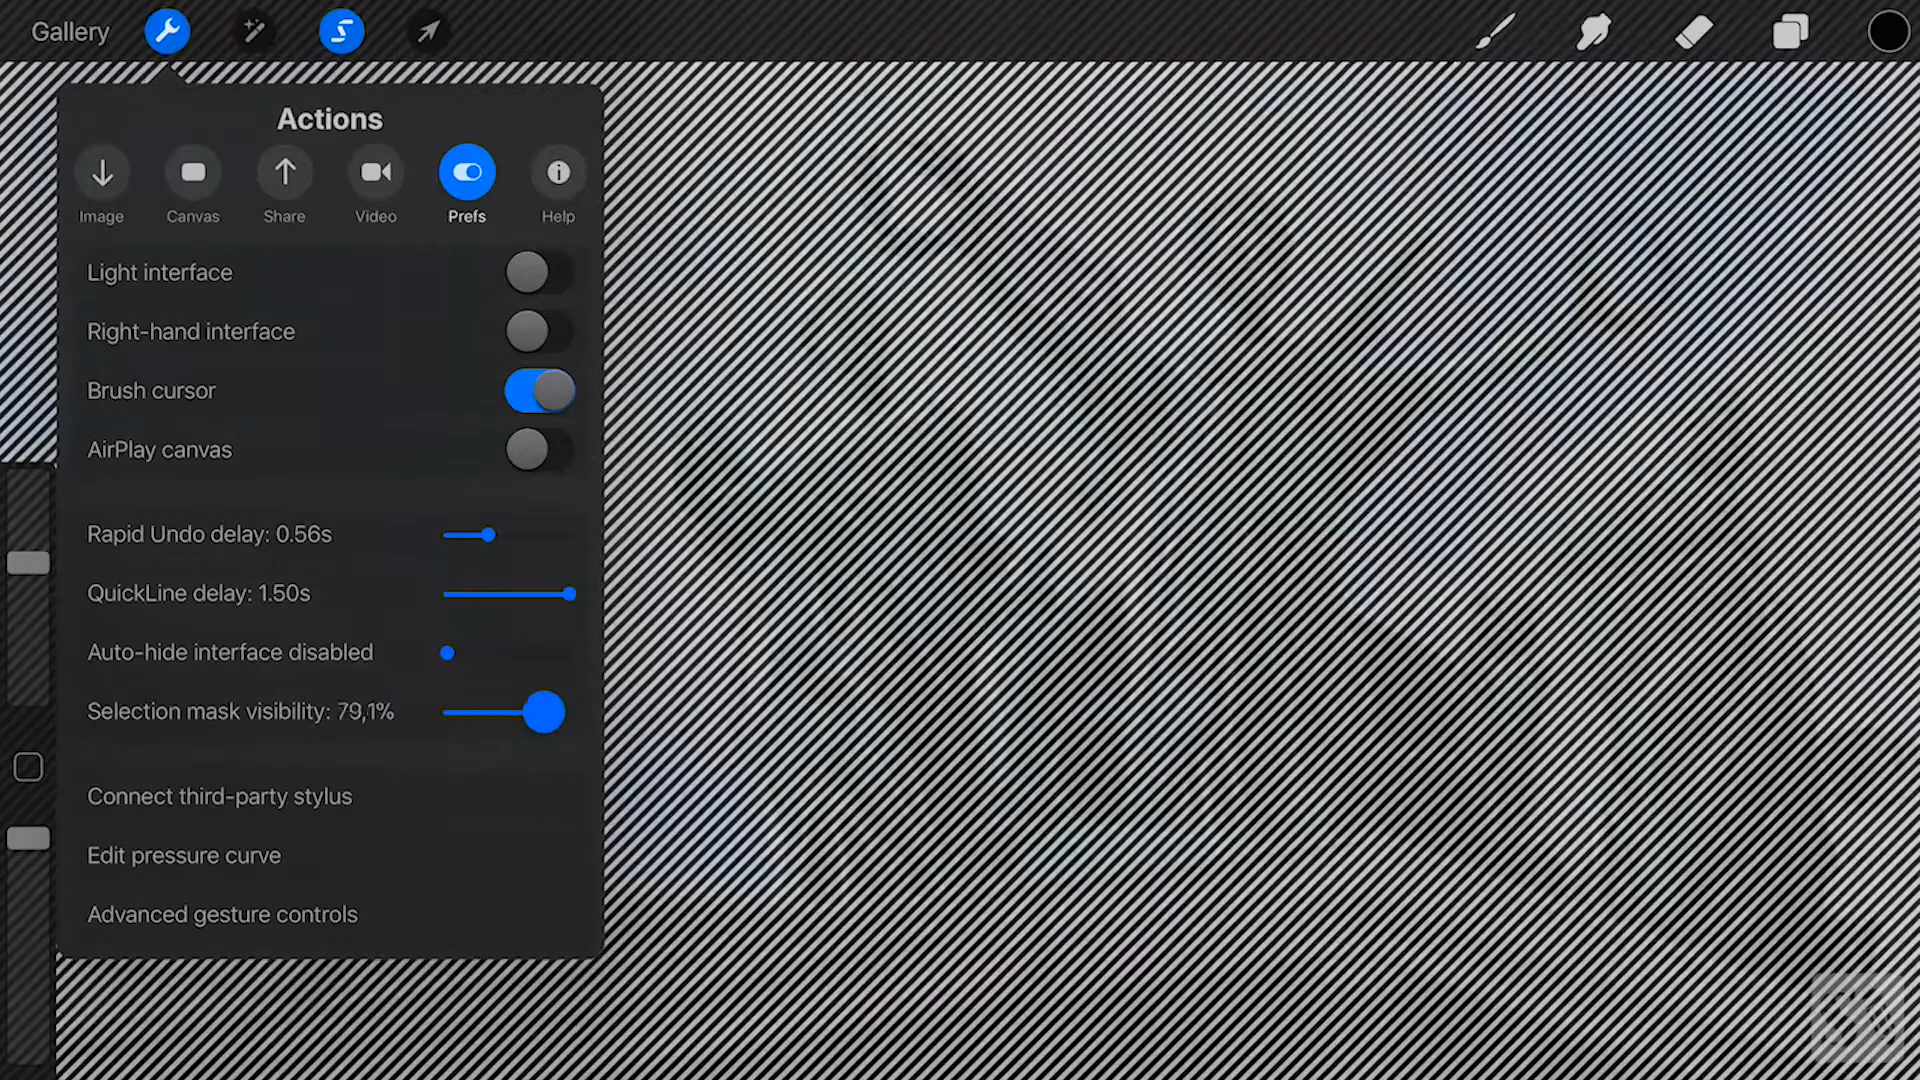 Gallery
Actions
Image Canvas Share Video Prefs Help
Light interface
Right-hand interface
Brush cursor
AirPlay canvas
Rapid Undo delay: 0.56s
QuickLine delay: 1.50s
Auto-hide interface disabled
Selection mask visibility: 79,1%
Connect third-party stylus
Edit pressure curve
Advanced gesture controls